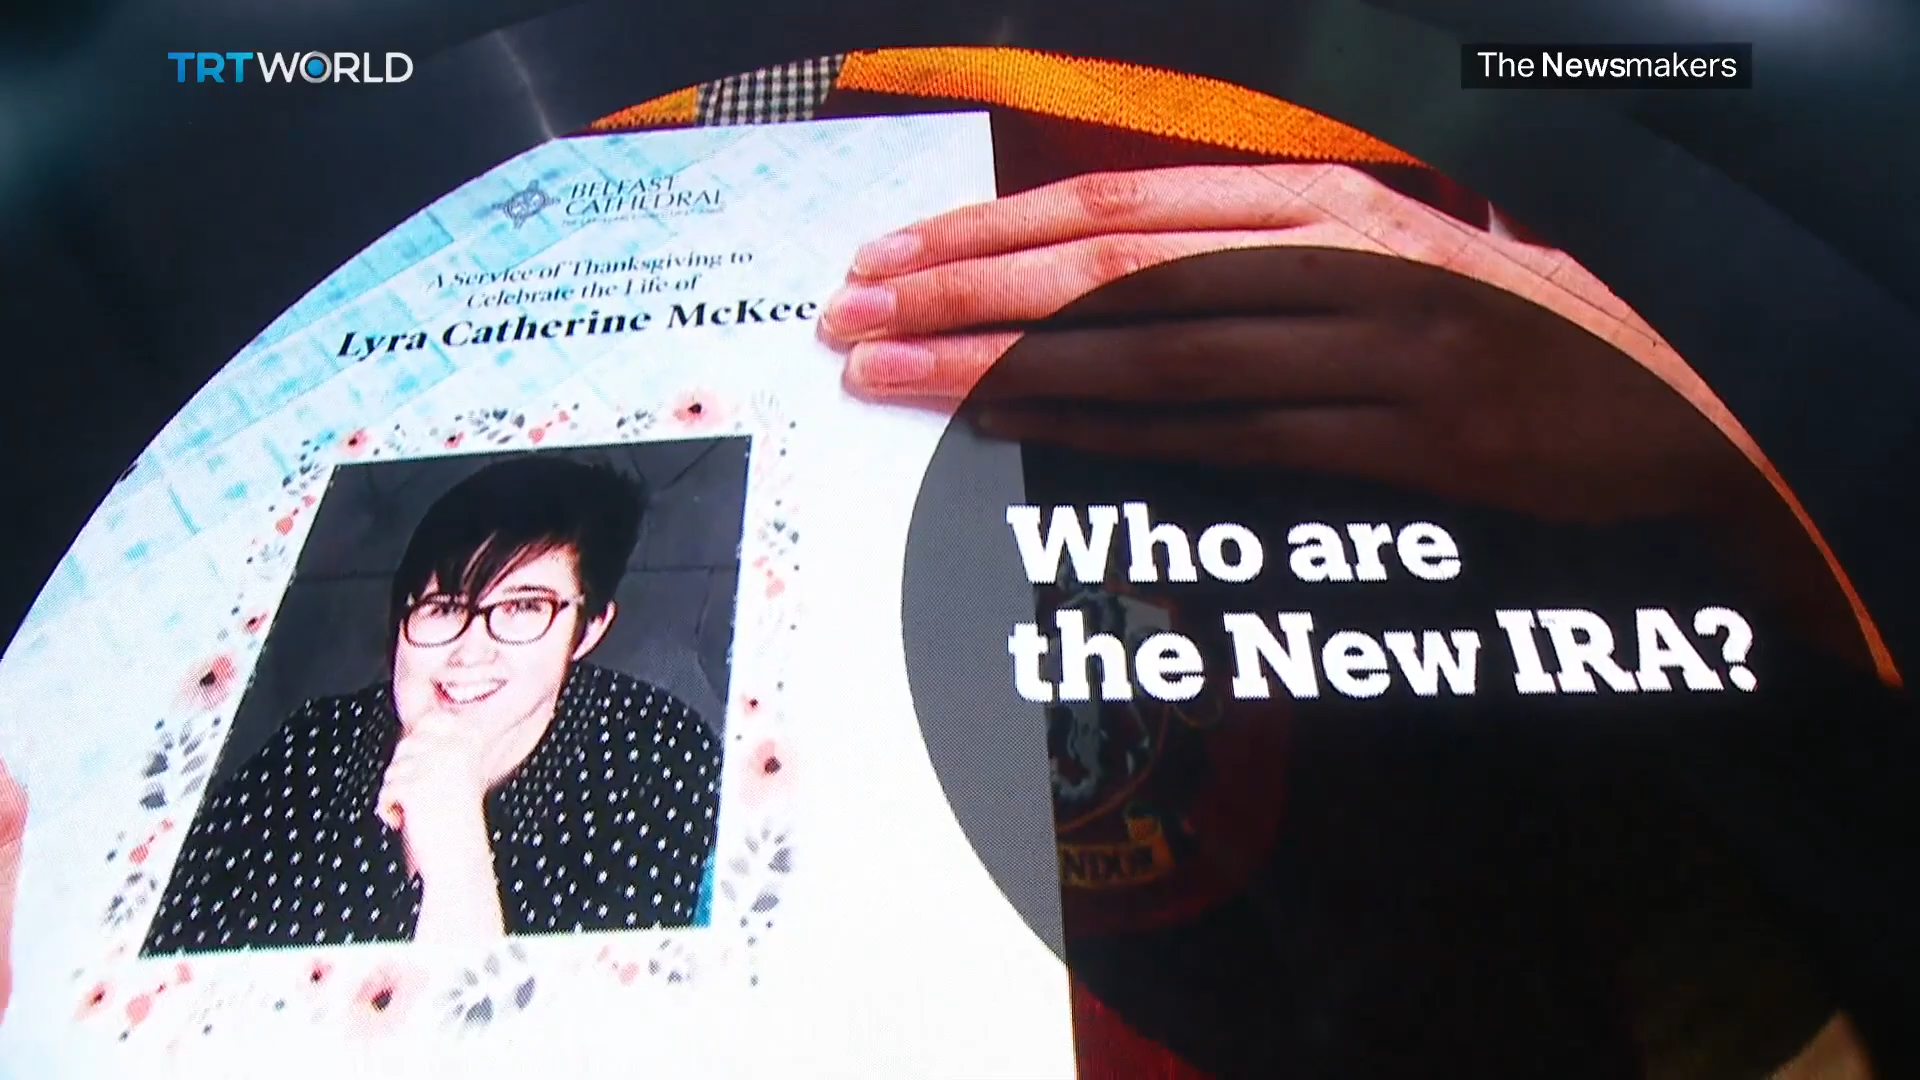 TRT WORLD
The Newsmakers
BELFAST
CATHEDRAL
A Service of Thanksgiving to
Celebrate the Life of
Lyra Catherine McKee
Who are
the New IRA?